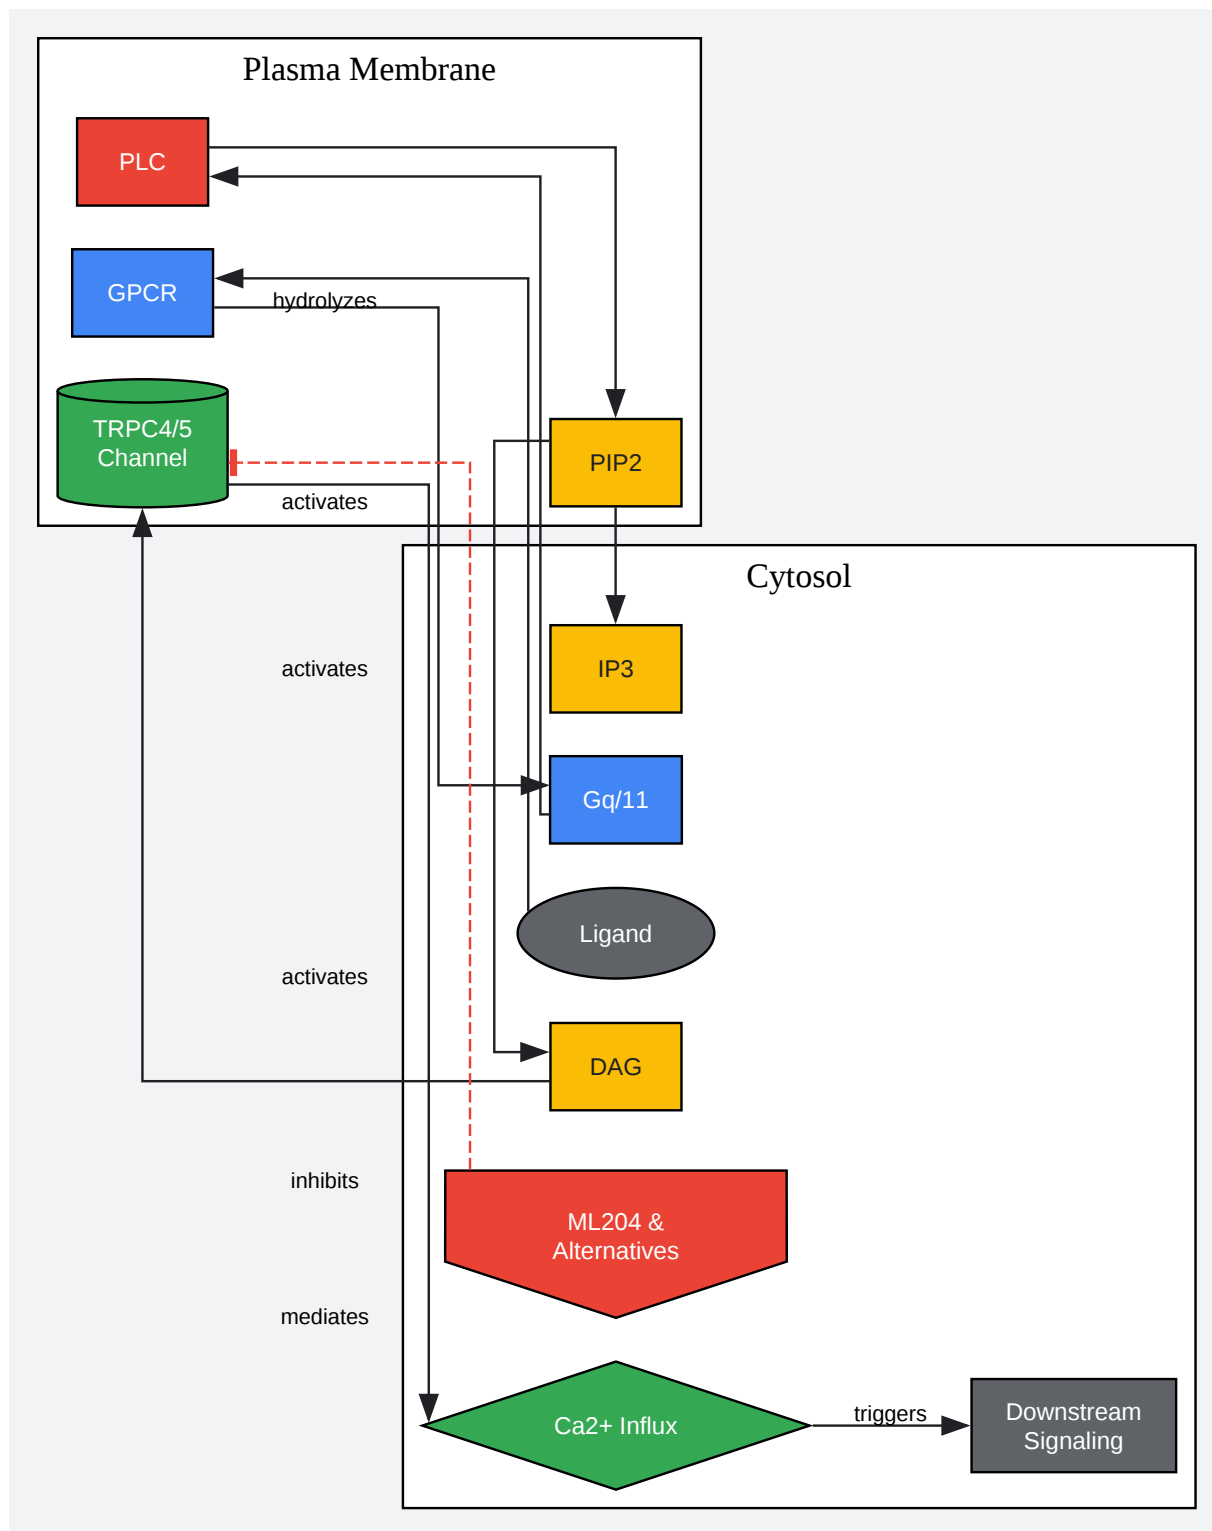 Plasma Membrane
PLC
GPCR
hydrolyzes
TRPC4/5
Channel
PIP2
activates
Cytosol
activates
IP3
Gq/11
Ligand
activates
DAG
inhibits
ML204 &
Alternatives
mediates
Ca2+ Influx
triggers
Downstream
Signaling